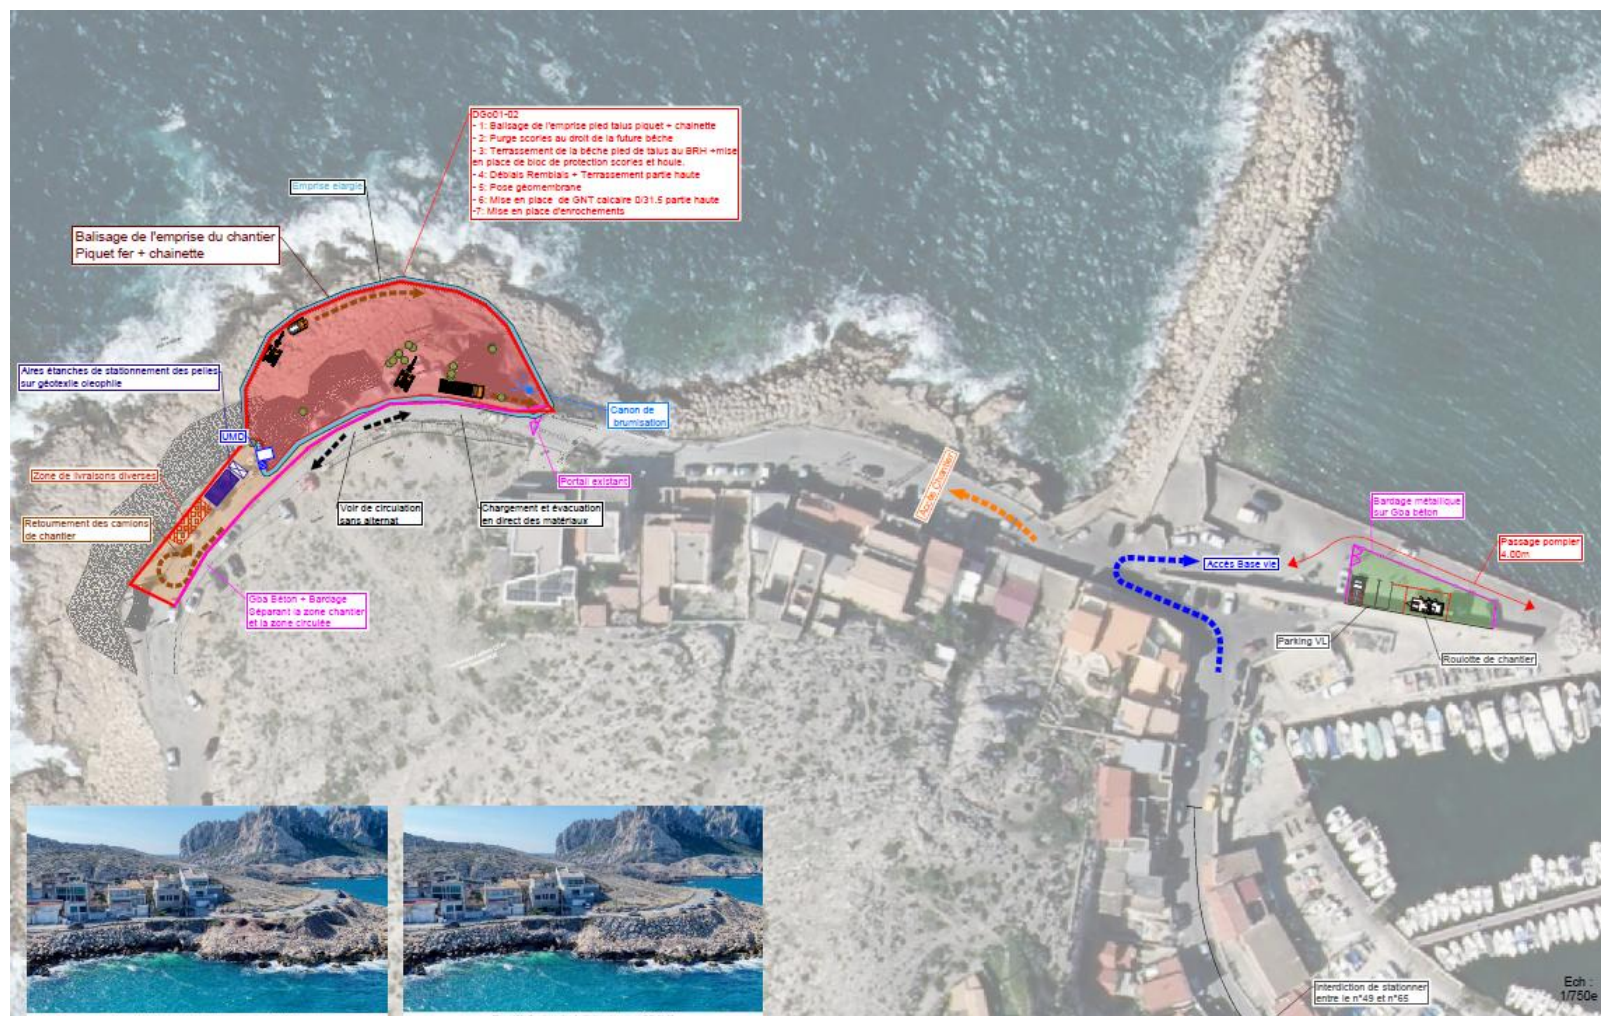 DGo01-02
- 1: Balisage de l'emprise pied talus piquet + chainette
- 2: Purge scories au droit de la future bêche
- 3: Terrassement de la bêche pied de talus au BRH +mise
en place de bloc de protection scories et houle.
- 4: Déblais Remblais + Terrassement partie haute
- 5: Pose géomembrane
- 6: Mise en place de GNT calcaire 0/31.5 partie haute
-7: Mise en place d'enrochements
Emprise élargie
Balisage de l'emprise du chantier
Piquet fer + chainette
Aires étanches de stationnement des pelles
sur géotexile oleophile
Canon de
brumisation
UMD
Zone de livraisons diverses
Portail existant
Accès Chantier
Voir de circulation
sans alternat
Chargement et évacuation
en direct des matériaux
Retournement des camions
de chantier
Bardage métallique
sur Gba béton
Passage pompier
4.00m
Accès Base vie
Gba Béton + Bardage
Séparant la zone chantier
et la zone circulée
Parking VL
Roulotte de chantier
Interdiction de stationner
entre le n°49 et n°65
Ech :
1/750e